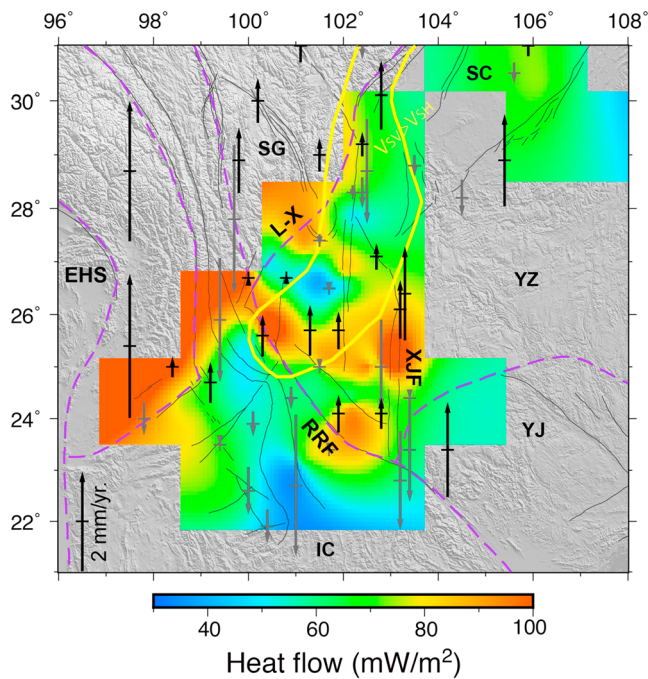 96° 98° 100° 102° 104° 106° 108°
30°
28°
26°
24°
22°
SC
SG
Vsv>VSH
L-X
EHS
YZ
XJF
RRF
YJ
IC
2 mm/yr.
40 60 80 100
Heat flow (mW/m²)